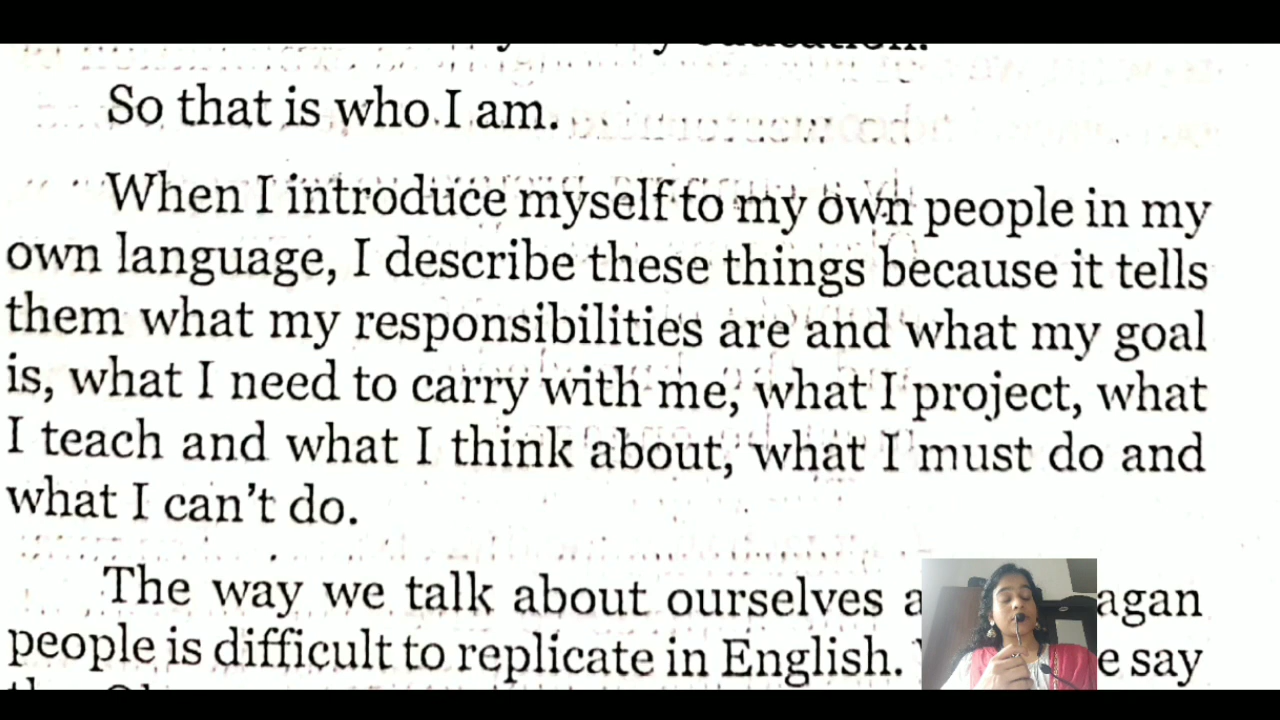 So that is who I am.
When I introduce myself to my own people in my
own language, I describe these things because it tells
them what my responsibilities are and what my goal
is, what I need to carry with me, what I project, what
I teach and what I think about, what I must do and
what I can't do.
The way we talk about ourselves a agan
people is difficult to replicate in English. e say